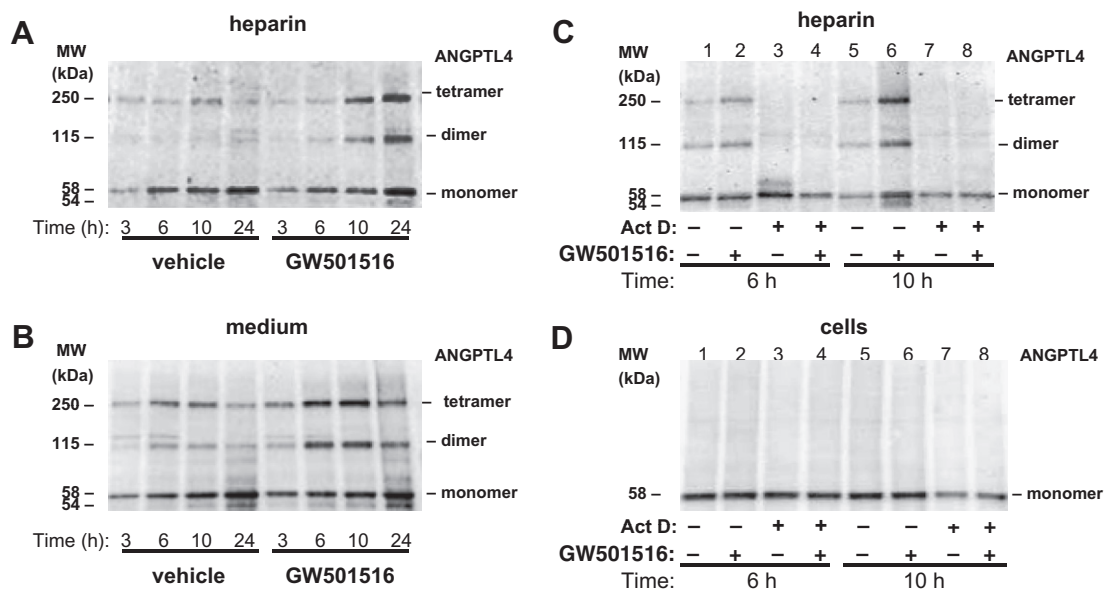 A
heparin
MW
(kDa)
ANGPTL4
250 –
– tetramer
115 –
– dimer
58 –
– monomer
54 –
Time (h): 3 6 10 24 3 6 10 24
vehicle GW501516
B
medium
MW
(kDa)
ANGPTL4
250 –
– tetramer
115 –
– dimer
58 –
– monomer
54 –
Time (h): 3 6 10 24 3 6 10 24
vehicle GW501516
C
heparin
MW
(kDa)
1 2 3 4 5 6 7 8
ANGPTL4
250 –
– tetramer
115 –
– dimer
58 –
– monomer
54 –
Act D: – – + + – – + +
GW501516: – + – + – + – +
Time: 6 h 10 h
D
cells
MW
(kDa)
1 2 3 4 5 6 7 8
ANGPTL4
58 –
– monomer
Act D: – – + + – – + +
GW501516: – + – + – + – +
Time: 6 h 10 h